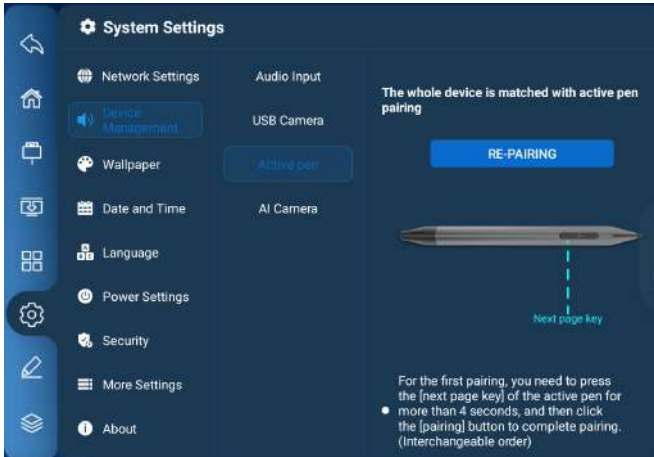 System Settings
Network Settings
Device
Management
Wallpaper
Date and Time
Language
Power Settings
Security
More Settings
About
Audio Input
USB Camera
Active pen
AI Camera
The whole device is matched with active pen
pairing
RE-PAIRING
Next page key
For the first pairing, you need to press
the [next page key] of the active pen for
more than 4 seconds, and then click
the [pairing] button to complete pairing.
(Interchangeable order)